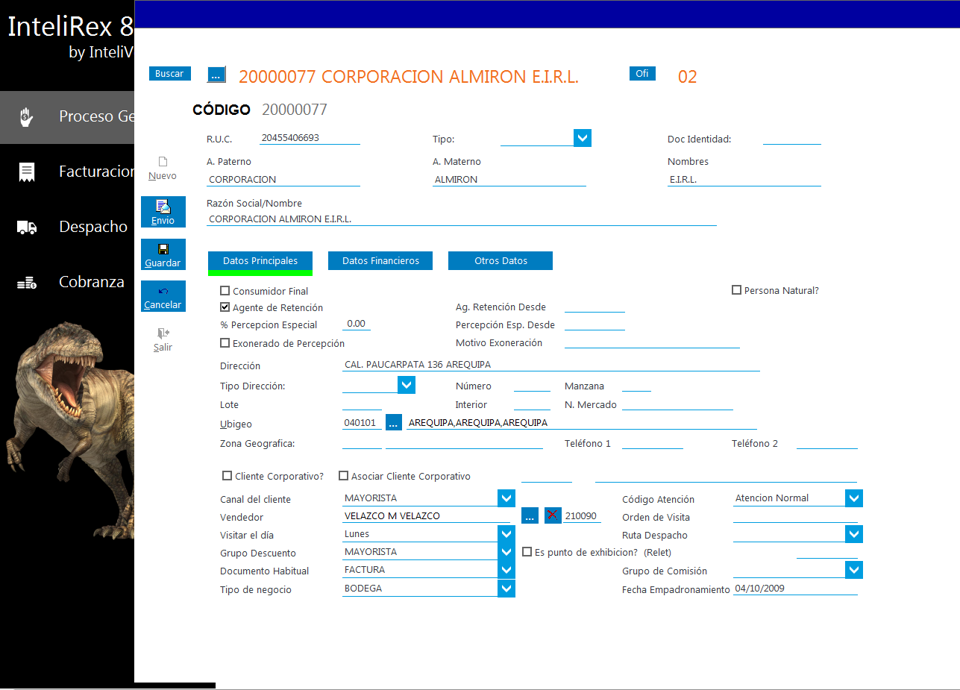 InteliRex 8
by InteliV
Buscar ... 20000077 CORPORACION ALMIRON E.I.R.L. Ofi 02
CÓDIGO 20000077
Proceso Ge
Facturacion
Despacho
Cobranza
Nuevo
Envio
Guardar
Cancelar
Salir
R.U.C. 20455406693 Tipo: Doc Identidad:
A. Paterno A. Materno Nombres
CORPORACION ALMIRON E.I.R.L.
Razón Social/Nombre
CORPORACION ALMIRON E.I.R.L.
Datos Principales Datos Financieros Otros Datos
Consumidor Final Persona Natural?
Agente de Retención Ag. Retención Desde
% Percepcion Especial 0.00 Percepción Esp. Desde
Exonerado de Percepción Motivo Exoneración
Dirección CAL. PAUCARPATA 136 AREQUIPA
Tipo Dirección: Número Manzana
Lote Interior N. Mercado
Ubigeo 040101 ... AREQUIPA,AREQUIPA,AREQUIPA
Zona Geografica: Teléfono 1 Teléfono 2
Cliente Corporativo? Asociar Cliente Corporativo
Canal del cliente MAYORISTA Código Atención Atencion Normal
Vendedor VELAZCO M VELAZCO ... 210090 Orden de Visita
Visitar el día Lunes Ruta Despacho
Grupo Descuento MAYORISTA Es punto de exhibicion? (Relet)
Documento Habitual FACTURA Grupo de Comisión
Tipo de negocio BODEGA Fecha Empadronamiento 04/10/2009